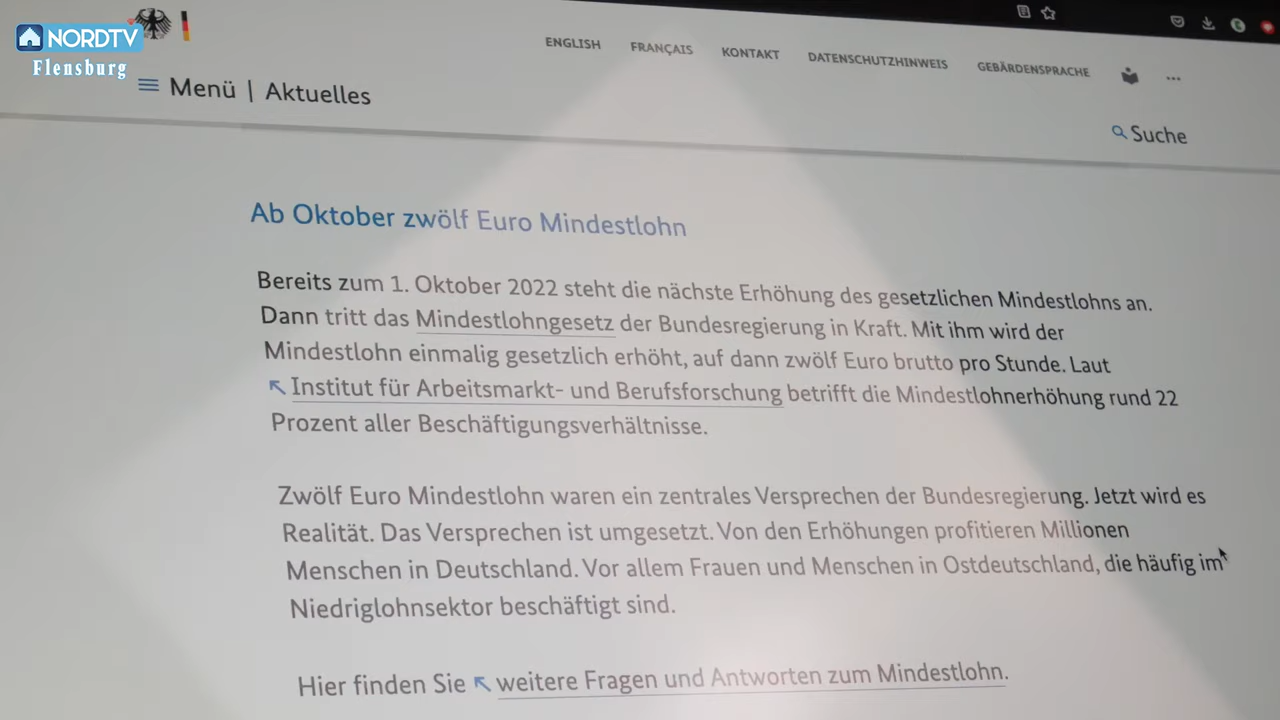 NORDTV
Flensburg
ENGLISH FRANÇAIS KONTAKT DATENSCHUTZHINWEIS GEBÄRDENSPRACHE ...
Menü | Aktuelles
Suche
Ab Oktober zwölf Euro Mindestlohn
Bereits zum 1. Oktober 2022 steht die nächste Erhöhung des gesetzlichen Mindestlohns an.
Dann tritt das Mindestlohngesetz der Bundesregierung in Kraft. Mit ihm wird der
Mindestlohn einmalig gesetzlich erhöht, auf dann zwölf Euro brutto pro Stunde. Laut
Institut für Arbeitsmarkt- und Berufsforschung betrifft die Mindestlohnerhöhung rund 22
Prozent aller Beschäftigungsverhältnisse.
Zwölf Euro Mindestlohn waren ein zentrales Versprechen der Bundesregierung. Jetzt wird es
Realität. Das Versprechen ist umgesetzt. Von den Erhöhungen profitieren Millionen
Menschen in Deutschland. Vor allem Frauen und Menschen in Ostdeutschland, die häufig im
Niedriglohnsektor beschäftigt sind.
Hier finden Sie weitere Fragen und Antworten zum Mindestlohn.